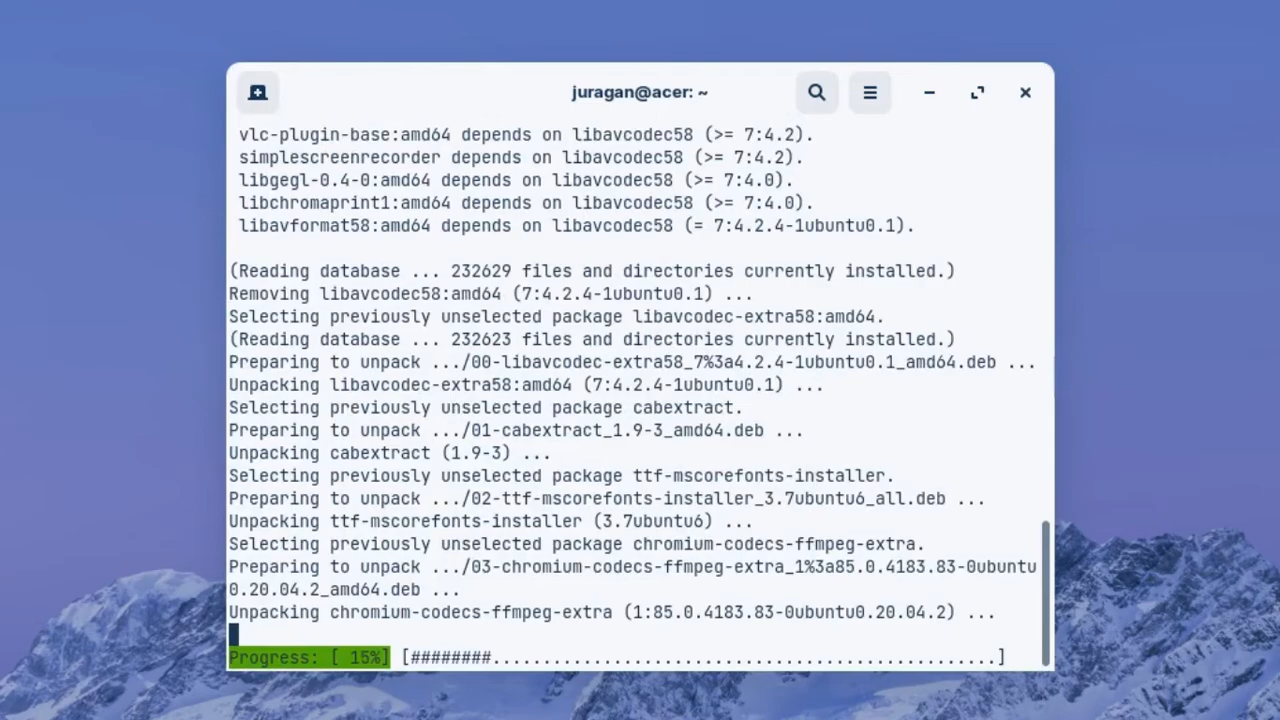 juragan@acer: ~
vlc-plugin-base:amd64 depends on libavcodec58 (>= 7:4.2).
simplescreenrecorder depends on libavcodec58 (>= 7:4.2).
libgegl-0.4-0:amd64 depends on libavcodec58 (>= 7:4.0).
libchromaprint1:amd64 depends on libavcodec58 (>= 7:4.0).
libavformat58:amd64 depends on libavcodec58 (= 7:4.2.4-1ubuntu0.1).
(Reading database ... 232629 files and directories currently installed.)
Removing libavcodec58:amd64 (7:4.2.4-1ubuntu0.1) ...
Selecting previously unselected package libavcodec-extra58:amd64.
(Reading database ... 232623 files and directories currently installed.)
Preparing to unpack .../00-libavcodec-extra58_7%3a4.2.4-1ubuntu0.1_amd64.deb ...
Unpacking libavcodec-extra58:amd64 (7:4.2.4-1ubuntu0.1) ...
Selecting previously unselected package cabextract.
Preparing to unpack .../01-cabextract_1.9-3_amd64.deb ...
Unpacking cabextract (1.9-3) ...
Selecting previously unselected package ttf-mscorefonts-installer.
Preparing to unpack .../02-ttf-mscorefonts-installer_3.7ubuntu6_all.deb ...
Unpacking ttf-mscorefonts-installer (3.7ubuntu6) ...
Selecting previously unselected package chromium-codecs-ffmpeg-extra.
Preparing to unpack .../03-chromium-codecs-ffmpeg-extra_1%3a85.0.4183.83-0ubuntu
0.20.04.2_amd64.deb ...
Unpacking chromium-codecs-ffmpeg-extra (1:85.0.4183.83-0ubuntu0.20.04.2) ...
Progress: [ 15%] [########..................................................]